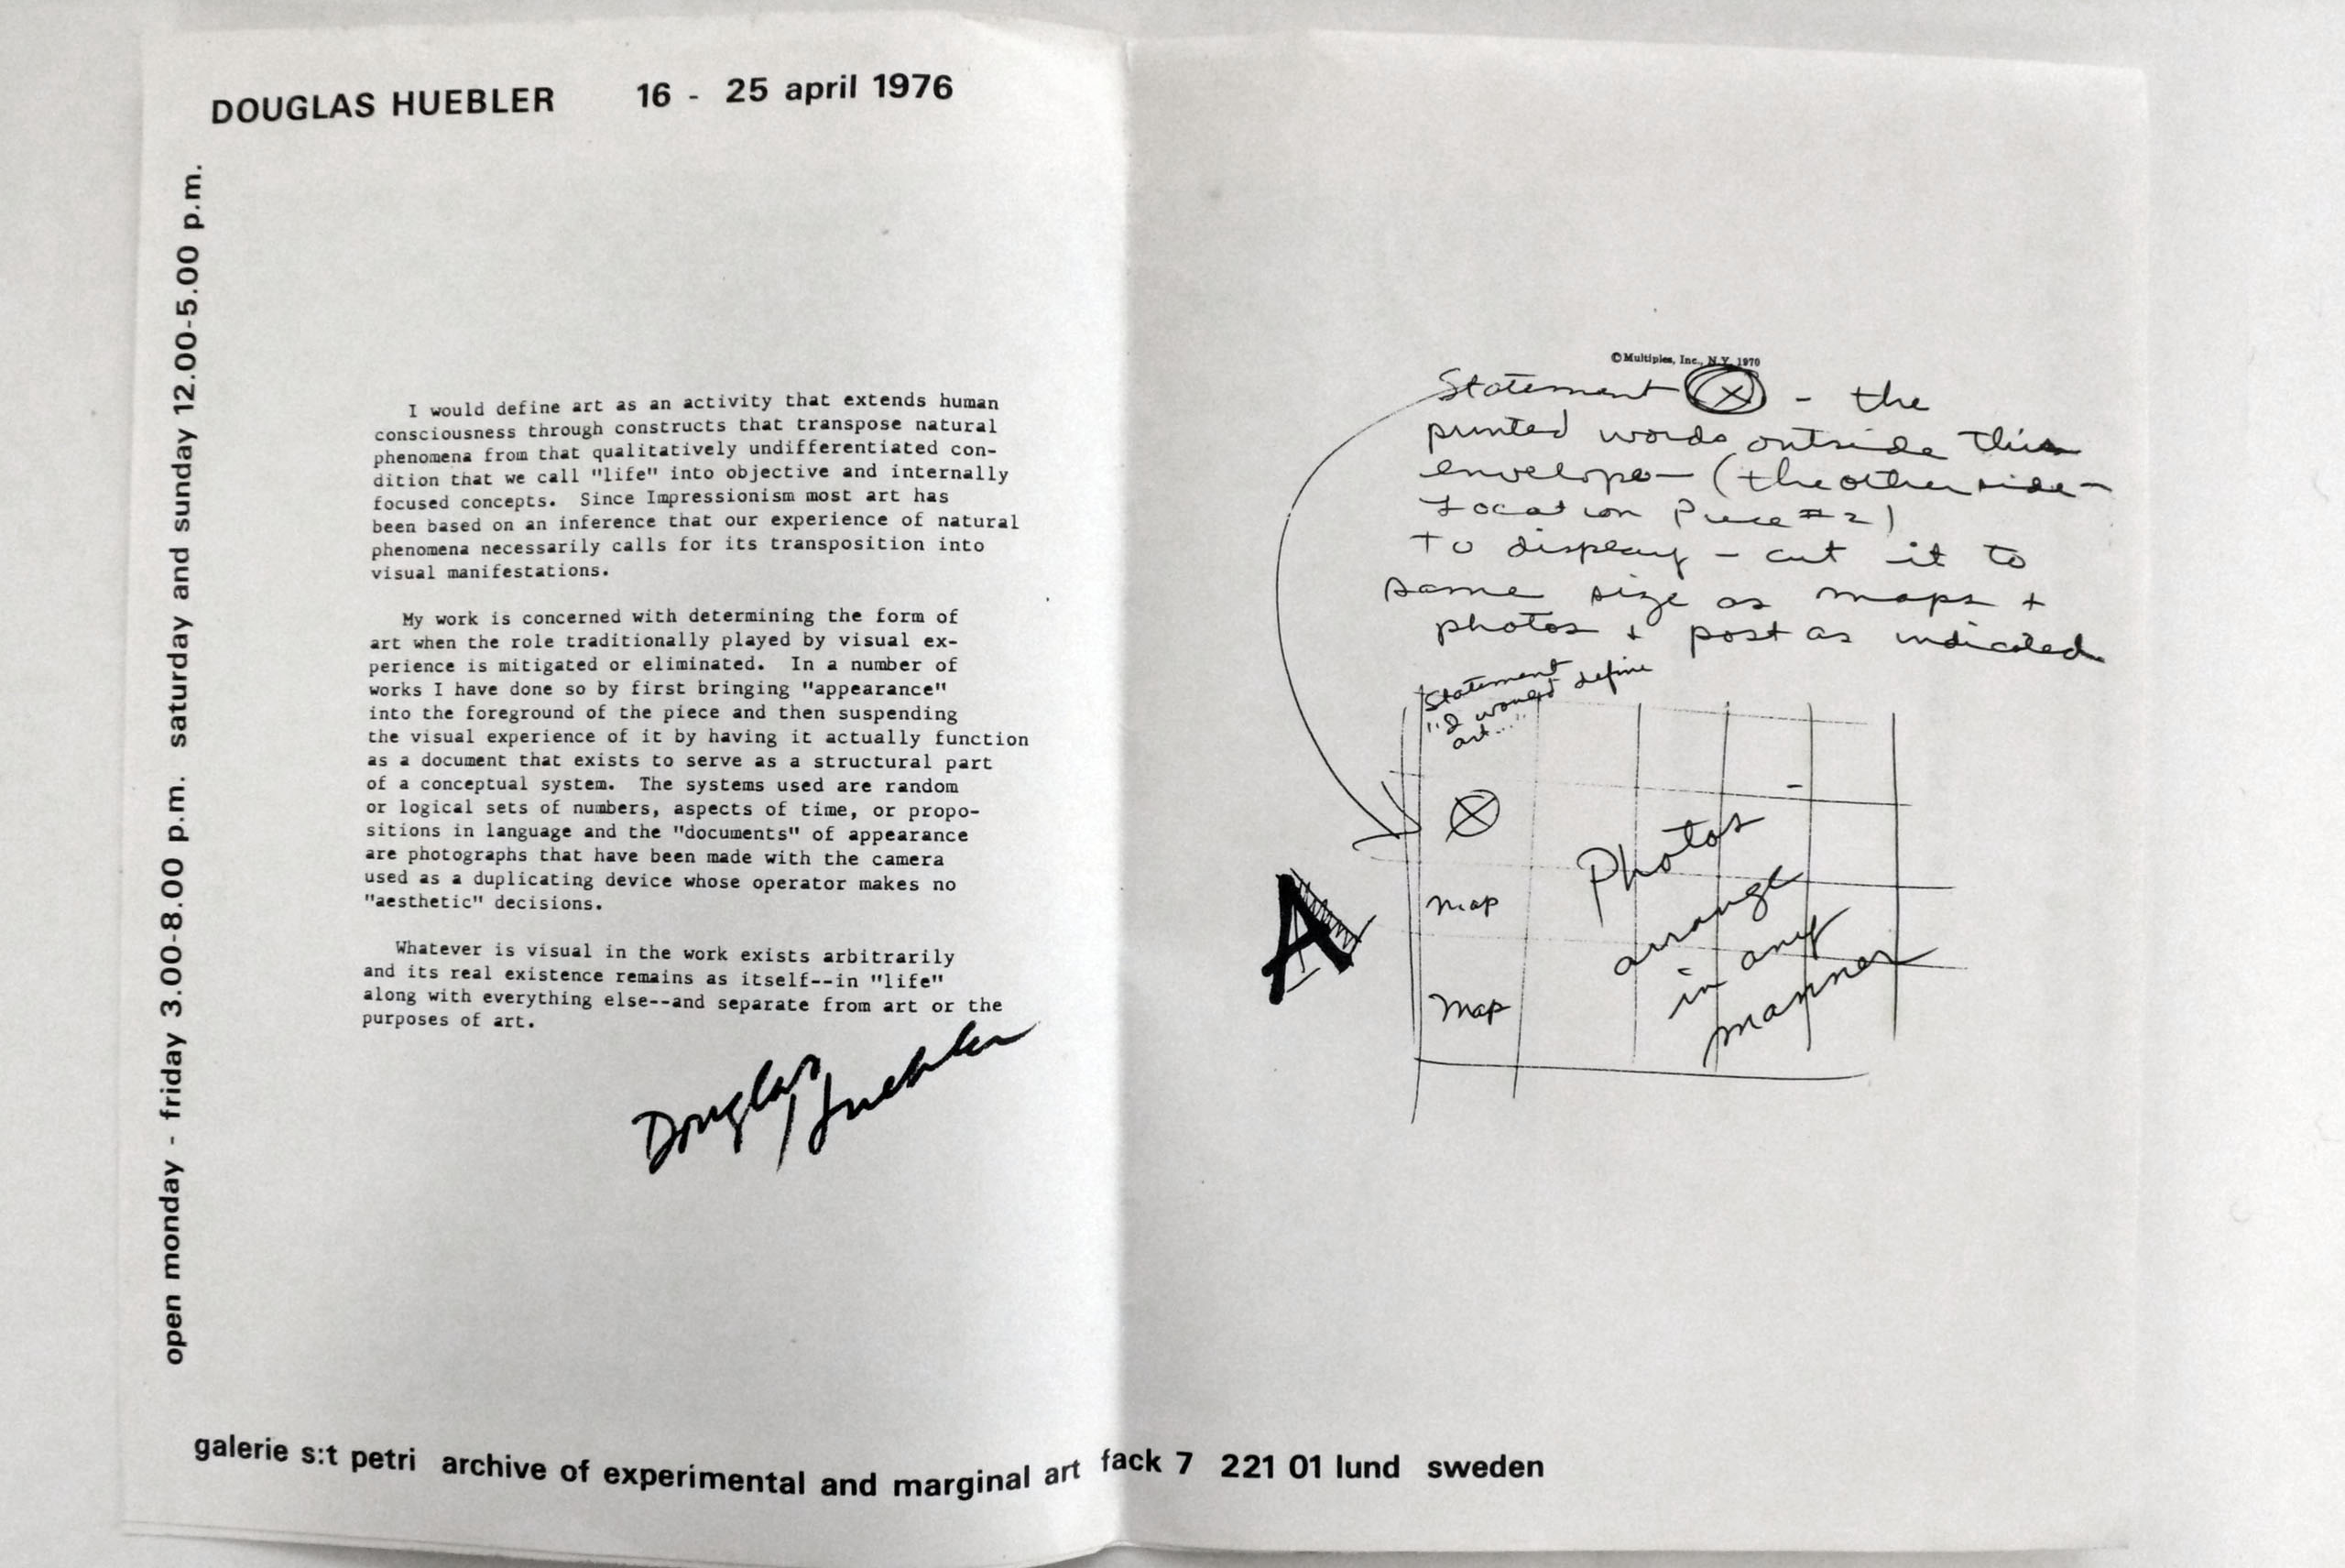 DOUGLAS HUEBLER 16 - 25 april 1976
open monday - friday 3.00-8.00 p.m. saturday and sunday 12.00-5.00 p.m.
I would define art as an activity that extends human
consciousness through constructs that transpose natural
phenomena from that qualitatively undifferentiated con-
dition that we call "life" into objective and internally
focused concepts. Since Impressionism most art has
been based on an inference that our experience of natural
phenomena necessarily calls for its transposition into
visual manifestations.
My work is concerned with determining the form of
art when the role traditionally played by visual ex-
perience is mitigated or eliminated. In a number of
works I have done so by first bringing "appearance"
into the foreground of the piece and then suspending
the visual experience of it by having it actually function
as a document that exists to serve as a structural part
of a conceptual system. The systems used are random
or logical sets of numbers, aspects of time, or propo-
sitions in language and the "documents" of appearance
are photographs that have been made with the camera
used as a duplicating device whose operator makes no
"aesthetic" decisions.
Whatever is visual in the work exists arbitrarily
and its real existence remains as itself--in "life"
along with everything else--and separate from art or the
purposes of art.
Douglas Huebler
©Multiples, Inc., N.Y. 1970
Statement ⓧ - the
printed words outside this
envelope - (the other side -
Location Piece #2)
To display - cut it to
same size as maps +
photos + post as indicated
Statement
"I would define
art..."
ⓧ
A
map
map
Photos -
arrange
in any
manner
galerie s:t petri archive of experimental and marginal art fack 7 221 01 lund sweden